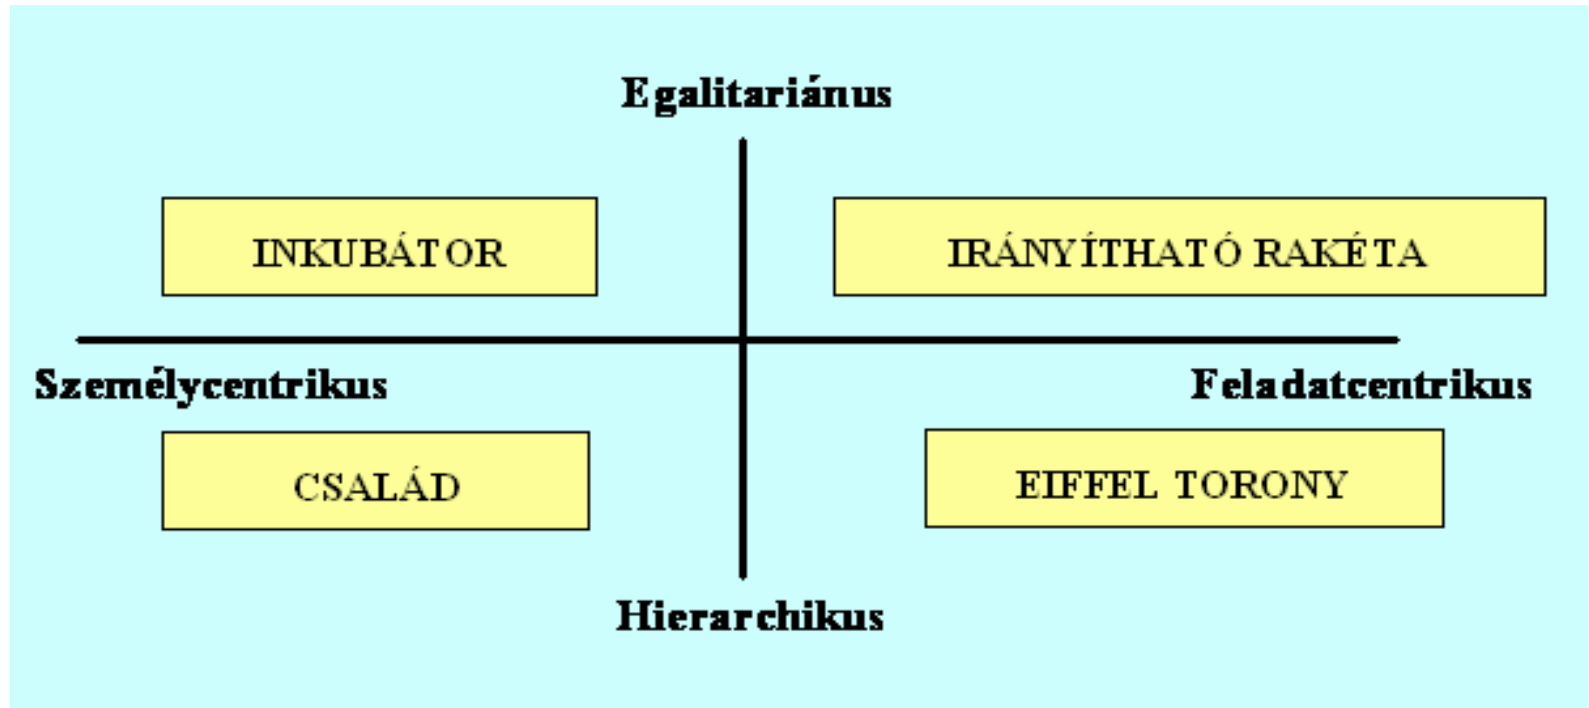 Egalitariánus
INKUBÁTOR
IRÁNYÍTHATÓ RAKÉTA
Személycentrikus
Feladatcentrikus
CSALÁD
EIFFEL TORONY
Hierarchikus